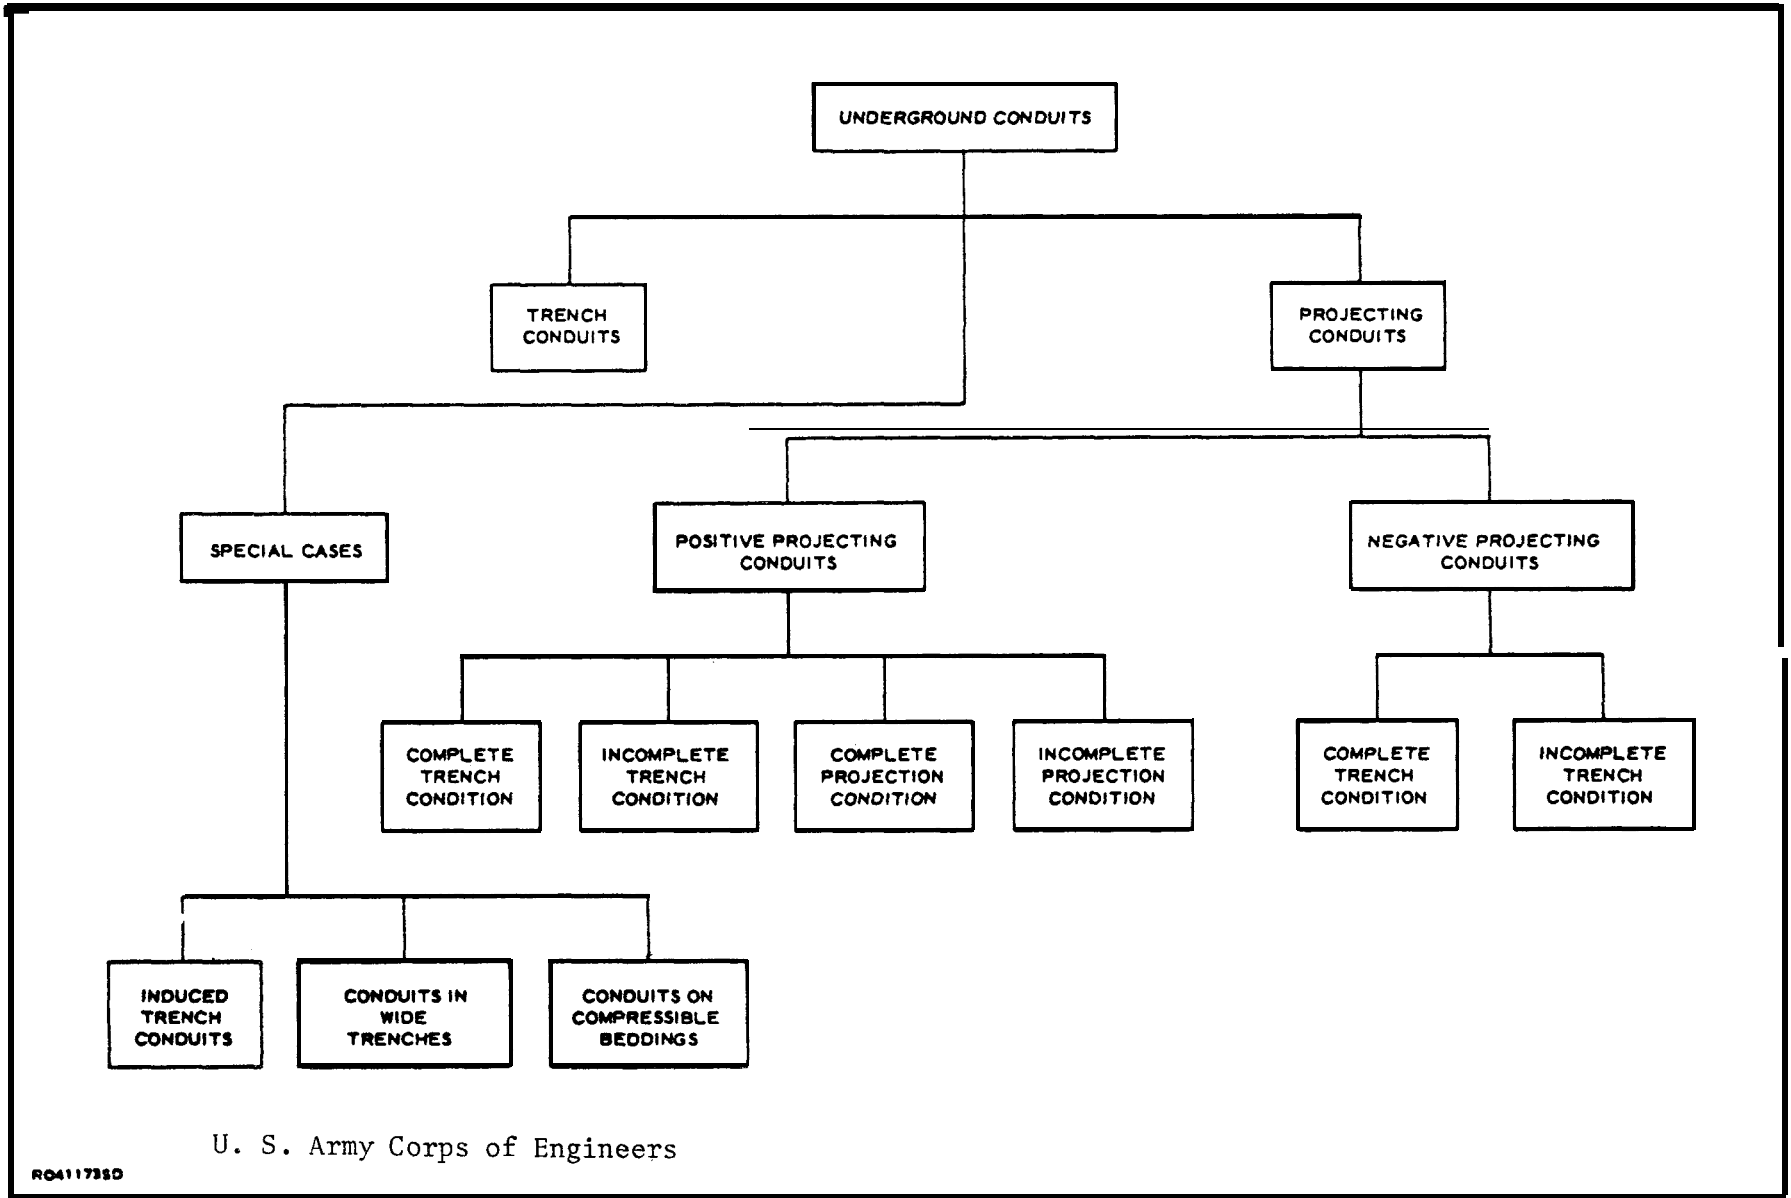 UNDERGROUND CONDUITS
TRENCH
CONDUITS
PROJECTING
CONDUITS
SPECIAL CASES
POSITIVE PROJECTING
CONDUITS
NEGATIVE PROJECTING
CONDUITS
COMPLETE
TRENCH
CONDITION
INCOMPLETE
TRENCH
CONDITION
COMPLETE
PROJECTION
CONDITION
INCOMPLETE
PROJECTION
CONDITION
COMPLETE
TRENCH
CONDITION
INCOMPLETE
TRENCH
CONDITION
INDUCED
TRENCH
CONDUITS
CONDUITS IN
WIDE
TRENCHES
CONDUITS ON
COMPRESSIBLE
BEDDINGS
U. S. Army Corps of Engineers
R041173SD